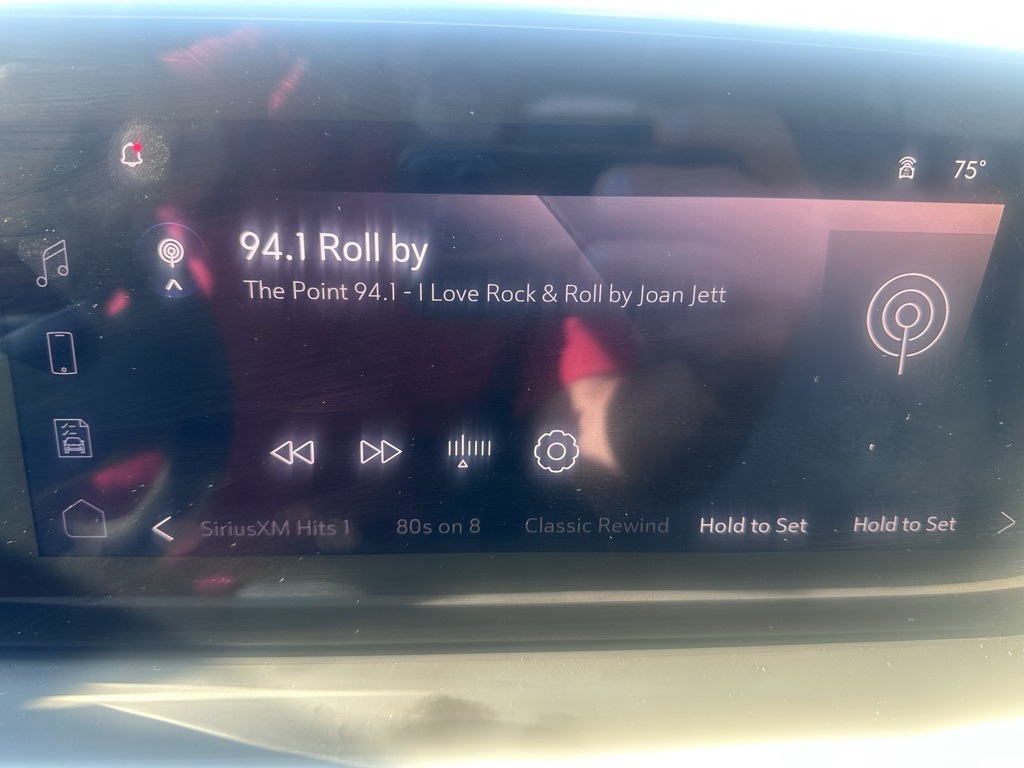 75°
94.1 Roll by
The Point 94.1 - I Love Rock & Roll by Joan Jett
SiriusXM Hits 1 80s on 8 Classic Rewind Hold to Set Hold to Set